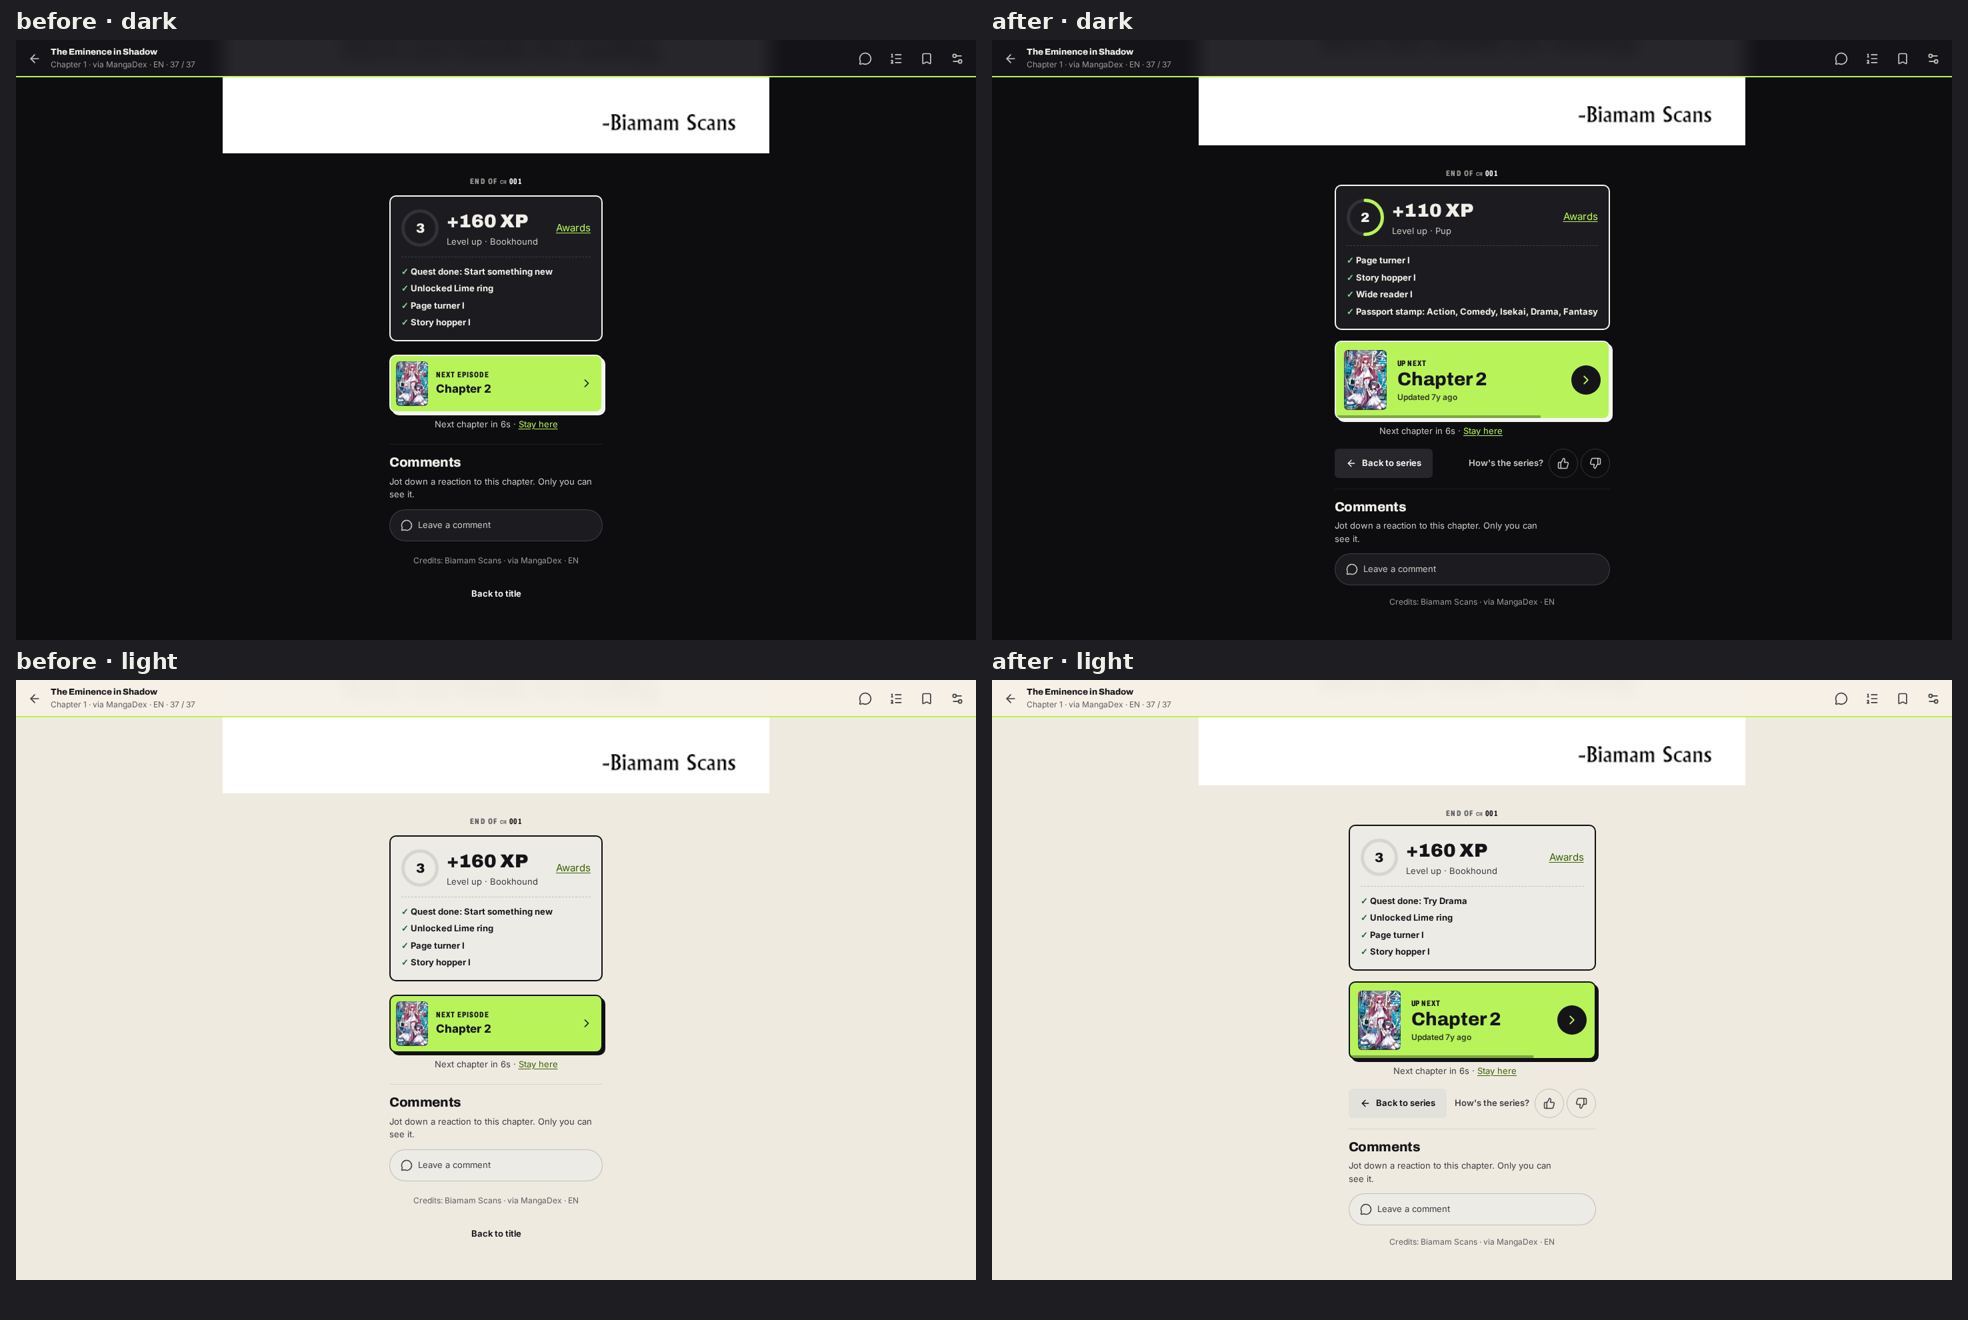 before · dark
The Eminence in Shadow
Chapter 1 · via MangaDex · EN · 37 / 37
-Biamam Scans
END OF CH 001
3
+160 XP
Level up · Bookhound
Awards
✓ Quest done: Start something new
✓ Unlocked Lime ring
✓ Page turner I
✓ Story hopper I
NEXT EPISODE
Chapter 2
Next chapter in 6s · Stay here
Comments
Jot down a reaction to this chapter. Only you can
see it.
Leave a comment
Credits: Biamam Scans · via MangaDex · EN
Back to title
after · dark
The Eminence in Shadow
Chapter 1 · via MangaDex · EN · 37 / 37
-Biamam Scans
END OF CH 001
2
+110 XP
Level up · Pup
Awards
✓ Page turner I
✓ Story hopper I
✓ Wide reader I
✓ Passport stamp: Action, Comedy, Isekai, Drama, Fantasy
UP NEXT
Chapter 2
Updated 7y ago
Next chapter in 6s · Stay here
Back to series
How's the series?
Comments
Jot down a reaction to this chapter. Only you can
see it.
Leave a comment
Credits: Biamam Scans · via MangaDex · EN
before · light
The Eminence in Shadow
Chapter 1 · via MangaDex · EN · 37 / 37
-Biamam Scans
END OF CH 001
3
+160 XP
Level up · Bookhound
Awards
✓ Quest done: Start something new
✓ Unlocked Lime ring
✓ Page turner I
✓ Story hopper I
NEXT EPISODE
Chapter 2
Next chapter in 6s · Stay here
Comments
Jot down a reaction to this chapter. Only you can
see it.
Leave a comment
Credits: Biamam Scans · via MangaDex · EN
Back to title
after · light
The Eminence in Shadow
Chapter 1 · via MangaDex · EN · 37 / 37
-Biamam Scans
END OF CH 001
3
+160 XP
Level up · Bookhound
Awards
✓ Quest done: Try Drama
✓ Unlocked Lime ring
✓ Page turner I
✓ Story hopper I
UP NEXT
Chapter 2
Updated 7y ago
Next chapter in 6s · Stay here
Back to series
How's the series?
Comments
Jot down a reaction to this chapter. Only you can
see it.
Leave a comment
Credits: Biamam Scans · via MangaDex · EN